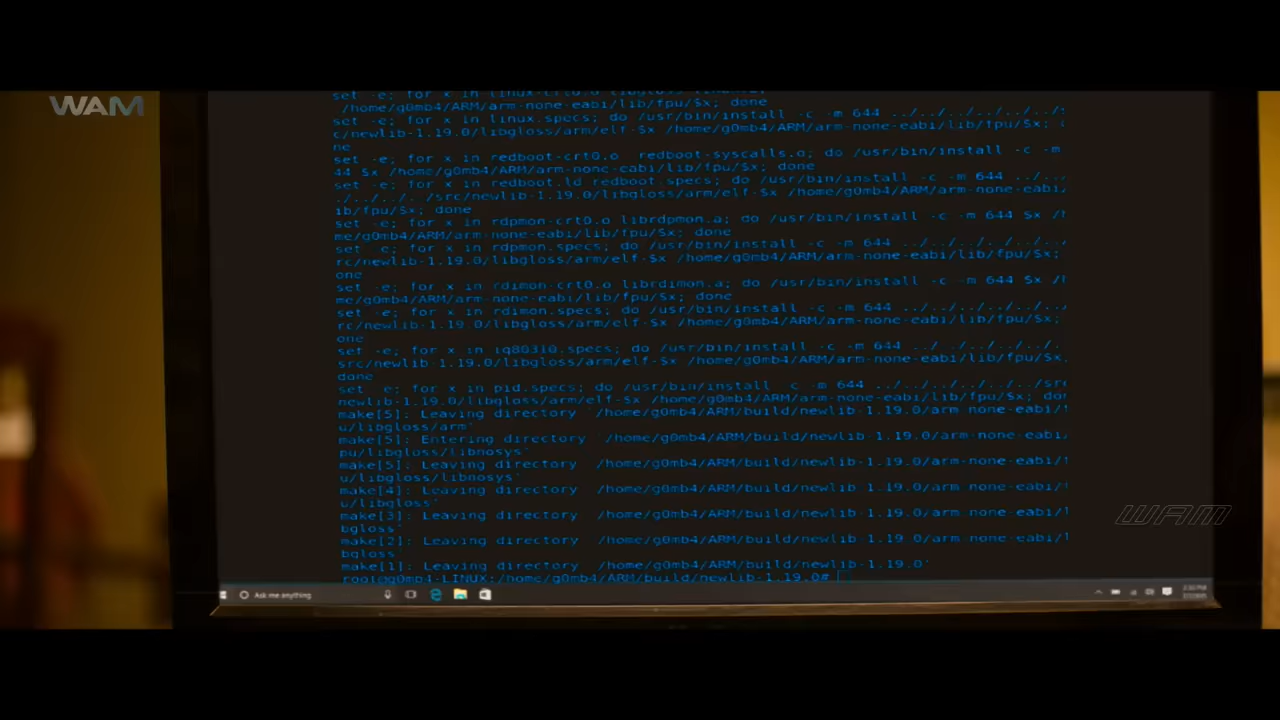 WAM
/home/g0mb4/ARM/arm-none-eabi/lib/fpu/$x; done
set -e; for x in linux.specs; do /usr/bin/install -c -m 644 ../../../../../
c/newlib-1.19.0/libgloss/arm/elf-$x /home/g0mb4/ARM/arm-none-eabi/lib/fpu/$x;
ne
set -e; for x in redboot-crt0.o redboot-syscalls.o; do /usr/bin/install -c -m
44 $x /home/g0mb4/ARM/arm-none-eabi/lib/fpu/$x; done
set -e; for x in redboot.ld redboot.specs; do /usr/bin/install -c -m 644 ../...
./../../. /src/newlib-1.19.0/libgloss/arm/elf-$x /home/g0mb4/ARM/arm-none-eabi/
ib/fpu/$x; done
set -e; for x in rdpmon-crt0.o librdpmon.a; do /usr/bin/install -c -m 644 $x /h
me/g0mb4/ARM/arm-none-eabi/lib/fpu/$x; done
set -e; for x in rdpmon.specs; do /usr/bin/install -c -m 644 ../../../../../
rc/newlib-1.19.0/libgloss/arm/elf-$x /home/g0mb4/ARM/arm-none-eabi/lib/fpu/$x;
one
set -e; for x in rdimon-crt0.o librdimon.a; do /usr/bin/install -c -m 644 $x /h
me/g0mb4/ARM/arm-none-eabi/lib/fpu/$x; done
set -e; for x in rdimon.specs; do /usr/bin/install -c -m 644 ../../../../../
rc/newlib-1.19.0/libgloss/arm/elf-$x /home/g0mb4/ARM/arm-none-eabi/lib/fpu/$x;
one
set -e; for x in iq80310.specs; do /usr/bin/install -c -m 644 ../../../../.
src/newlib-1.19.0/libgloss/arm/elf-$x /home/g0mb4/ARM/arm-none-eabi/lib/fpu/$x.
done
set e; for x in pid.specs; do /usr/bin/install c -m 644 ../../../../../src
newlib-1.19.0/libgloss/arm/elf-$x /home/g0mb4/ARM/arm-none-eabi/lib/fpu/$x; don
make[5]: Leaving directory `/home/g0mb4/ARM/build/newlib-1.19.0/arm none-eabi/f
u/libgloss/arm'
make[5]: Entering directory `/home/g0mb4/ARM/build/newlib-1.19.0/arm-none-eabi/
pu/libgloss/libnosys'
make[5]: Leaving directory /home/g0mb4/ARM/build/newlib-1.19.0/arm-none-eabi/f
u/libgloss/libnosys'
make[4]: Leaving directory /home/g0mb4/ARM/build/newlib 1.19.0/arm none-eabi/f
u/libgloss'
make[3]: Leaving directory /home/g0mb4/ARM/build/newlib-1.19.0/arm-none-eabi/l
bgloss'
make[2]: Leaving directory /home/g0mb4/ARM/build/newlib 1.19.0/arm-none-eabi/l
bgloss'
make[1]: Leaving directory /home/g0mb4/ARM/build/newlib-1.19.0'
root@g0mb4-LINUX:/home/g0mb4/ARM/build/newlib-1.19.0#
WAM
Ask me anything